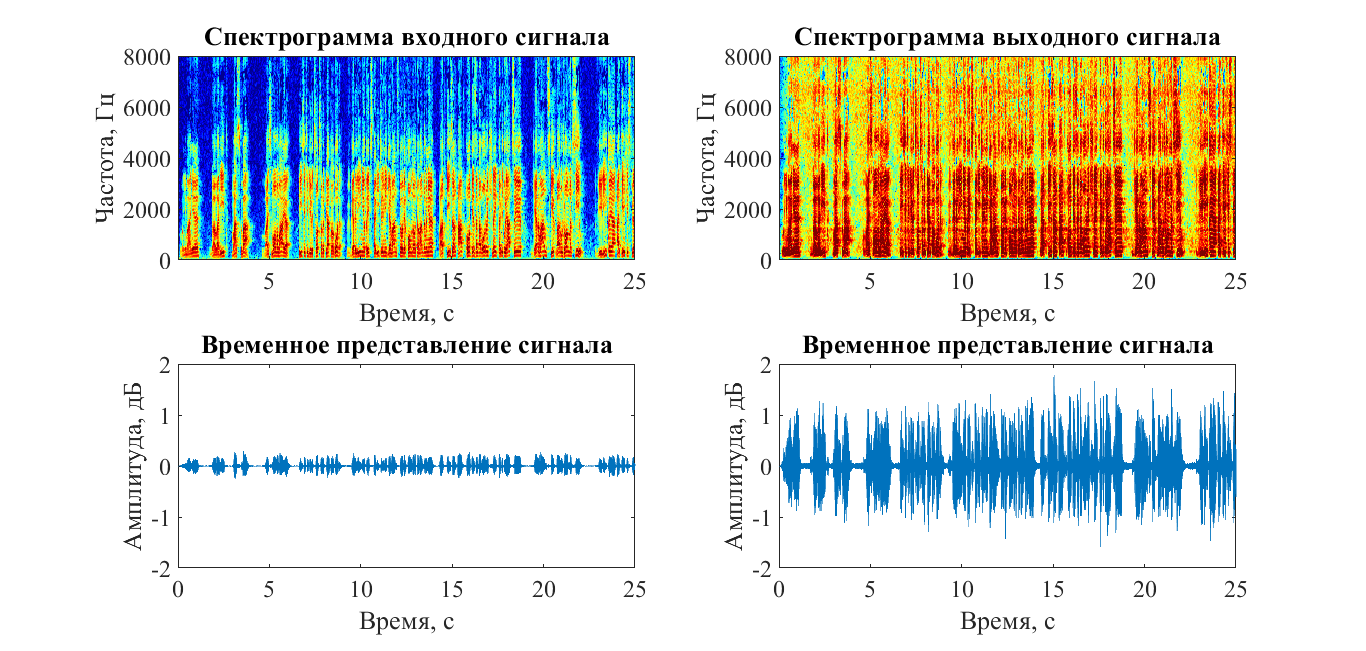 Спектрограмма входного сигнала
8000
6000
4000
2000
0
Частота, Гц
5 10 15 20 25
Время, с
Спектрограмма выходного сигнала
8000
6000
4000
2000
0
Частота, Гц
5 10 15 20 25
Время, с
Временное представление сигнала
2
1
0
-1
-2
Амплитуда, дБ
0 5 10 15 20 25
Время, с
Временное представление сигнала
2
1
0
-1
-2
Амплитуда, дБ
0 5 10 15 20 25
Время, с